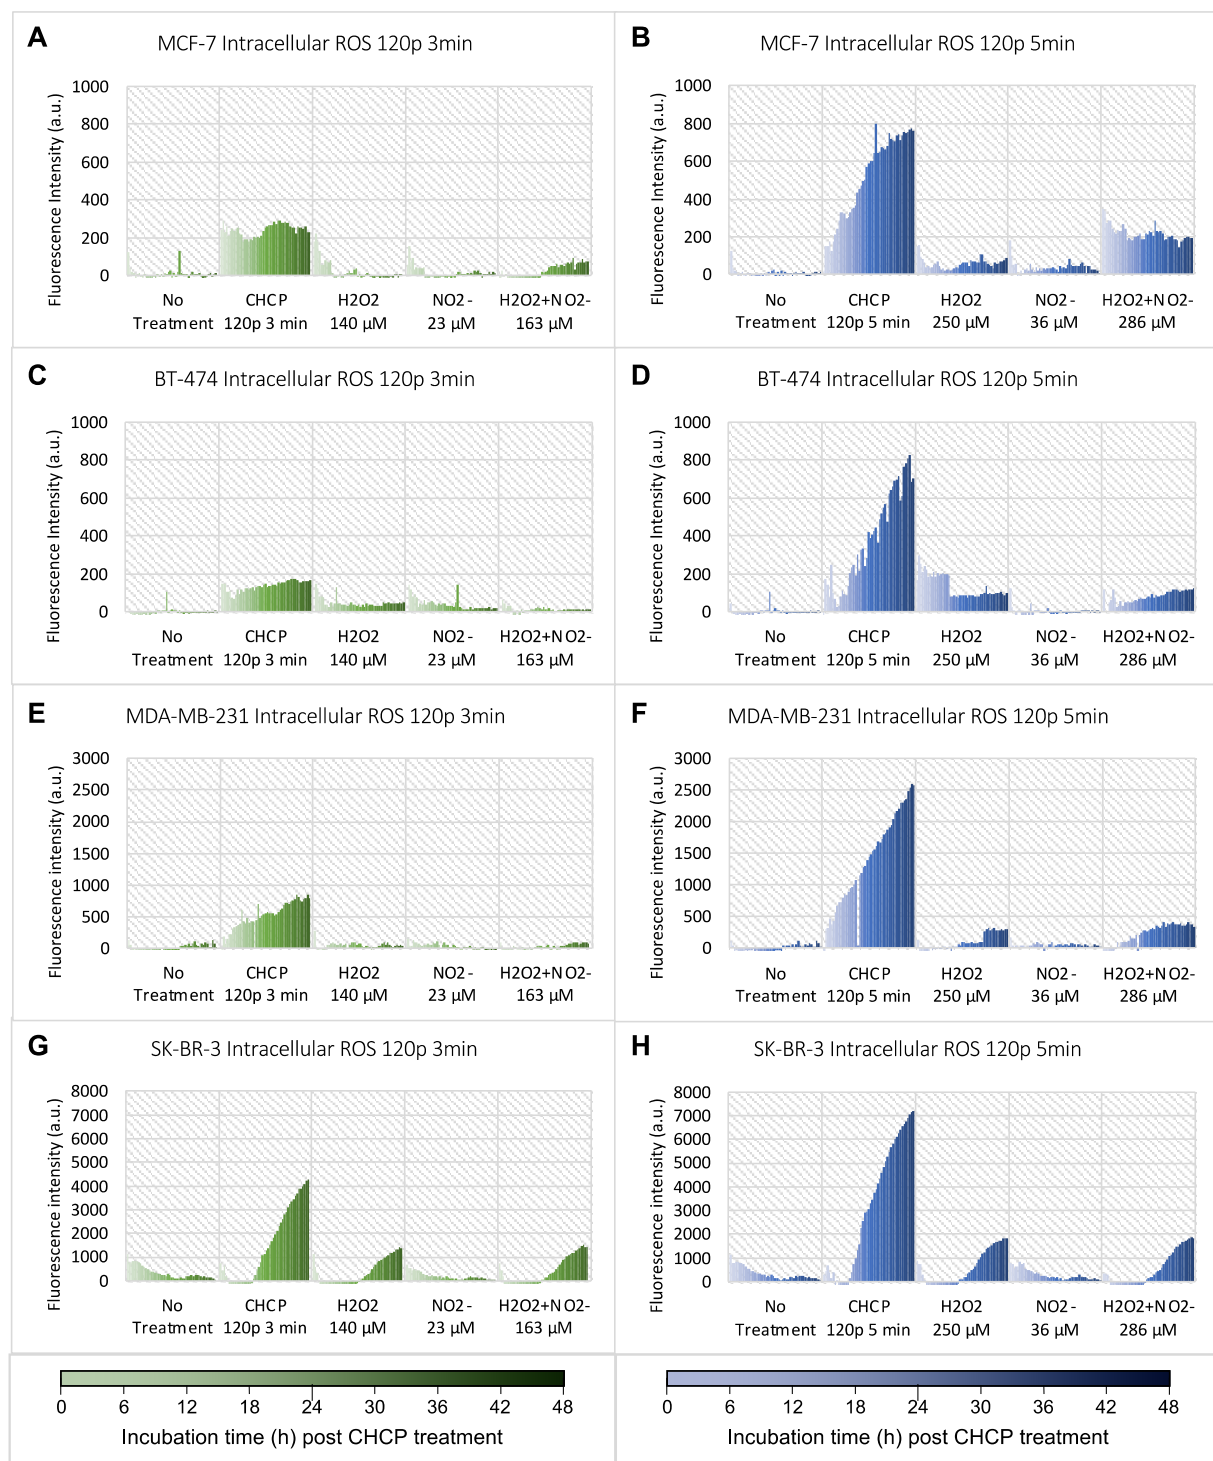 A
MCF-7 Intracellular ROS 120p 3min
Fluorescence Intensity (a.u.)
1000
800
600
400
200
0
No CHCP H2O2 NO2- H2O2+NO2-
Treatment 120p 3 min 140 µM 23 µM 163 µM
B
MCF-7 Intracellular ROS 120p 5min
Fluorescence Intensity (a.u.)
1000
800
600
400
200
0
No CHCP H2O2 NO2- H2O2+NO2-
Treatment 120p 5 min 250 µM 36 µM 286 µM
C
BT-474 Intracellular ROS 120p 3min
Fluorescence Intensity (a.u.)
1000
800
600
400
200
0
No CHCP H2O2 NO2- H2O2+NO2-
Treatment 120p 3 min 140 µM 23 µM 163 µM
D
BT-474 Intracellular ROS 120p 5min
Fluorescence Intensity (a.u.)
1000
800
600
400
200
0
No CHCP H2O2 NO2- H2O2+NO2-
Treatment 120p 5 min 250 µM 36 µM 286 µM
E
MDA-MB-231 Intracellular ROS 120p 3min
Fluorescence intensity (a.u.)
3000
2500
2000
1500
1000
500
0
No CHCP H2O2 NO2- H2O2+NO2-
Treatment 120p 3 min 140 µM 23 µM 163 µM
F
MDA-MB-231 Intracellular ROS 120p 5min
Fluorescence intensity (a.u.)
3000
2500
2000
1500
1000
500
0
No CHCP H2O2 NO2- H2O2+NO2-
Treatment 120p 5 min 250 µM 36 µM 286 µM
G
SK-BR-3 Intracellular ROS 120p 3min
Fluorescence intensity (a.u.)
8000
7000
6000
5000
4000
3000
2000
1000
0
No CHCP H2O2 NO2- H2O2+NO2-
Treatment 120p 3 min 140 µM 23 µM 163 µM
H
SK-BR-3 Intracellular ROS 120p 5min
Fluorescence intensity (a.u.)
8000
7000
6000
5000
4000
3000
2000
1000
0
No CHCP H2O2 NO2- H2O2+NO2-
Treatment 120p 5 min 250 µM 36 µM 286 µM
0 6 12 18 24 30 36 42 48
Incubation time (h) post CHCP treatment
0 6 12 18 24 30 36 42 48
Incubation time (h) post CHCP treatment